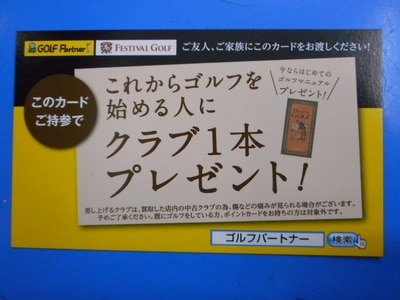 GOLF Partner
FESTIVAL GOLF
ご友人、ご家族にこのカードをお渡しください!
このカード
ご持参で
これからゴルフを
始める人に
クラブ1本
プレゼント!
今ならはじめての
ゴルフマニュアル
プレゼント!
GOLF
差し上げるクラブは、買取した店内の中古クラブの為、傷などの痛みが見られる場合がございます。
予めご了承ください。既にゴルフをしている方、ポイントカードをお持ちの方は対象外です。
ゴルフパートナー
検索